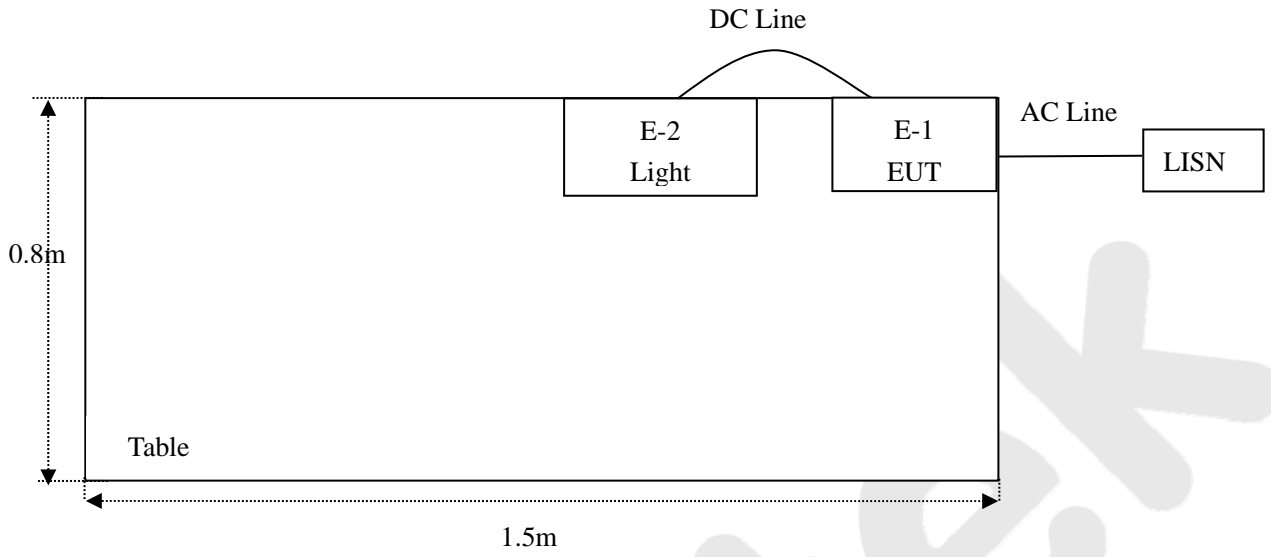 DC Line
E-2
Light
E-1
EUT
AC Line
LISN
0.8m
Table
1.5m